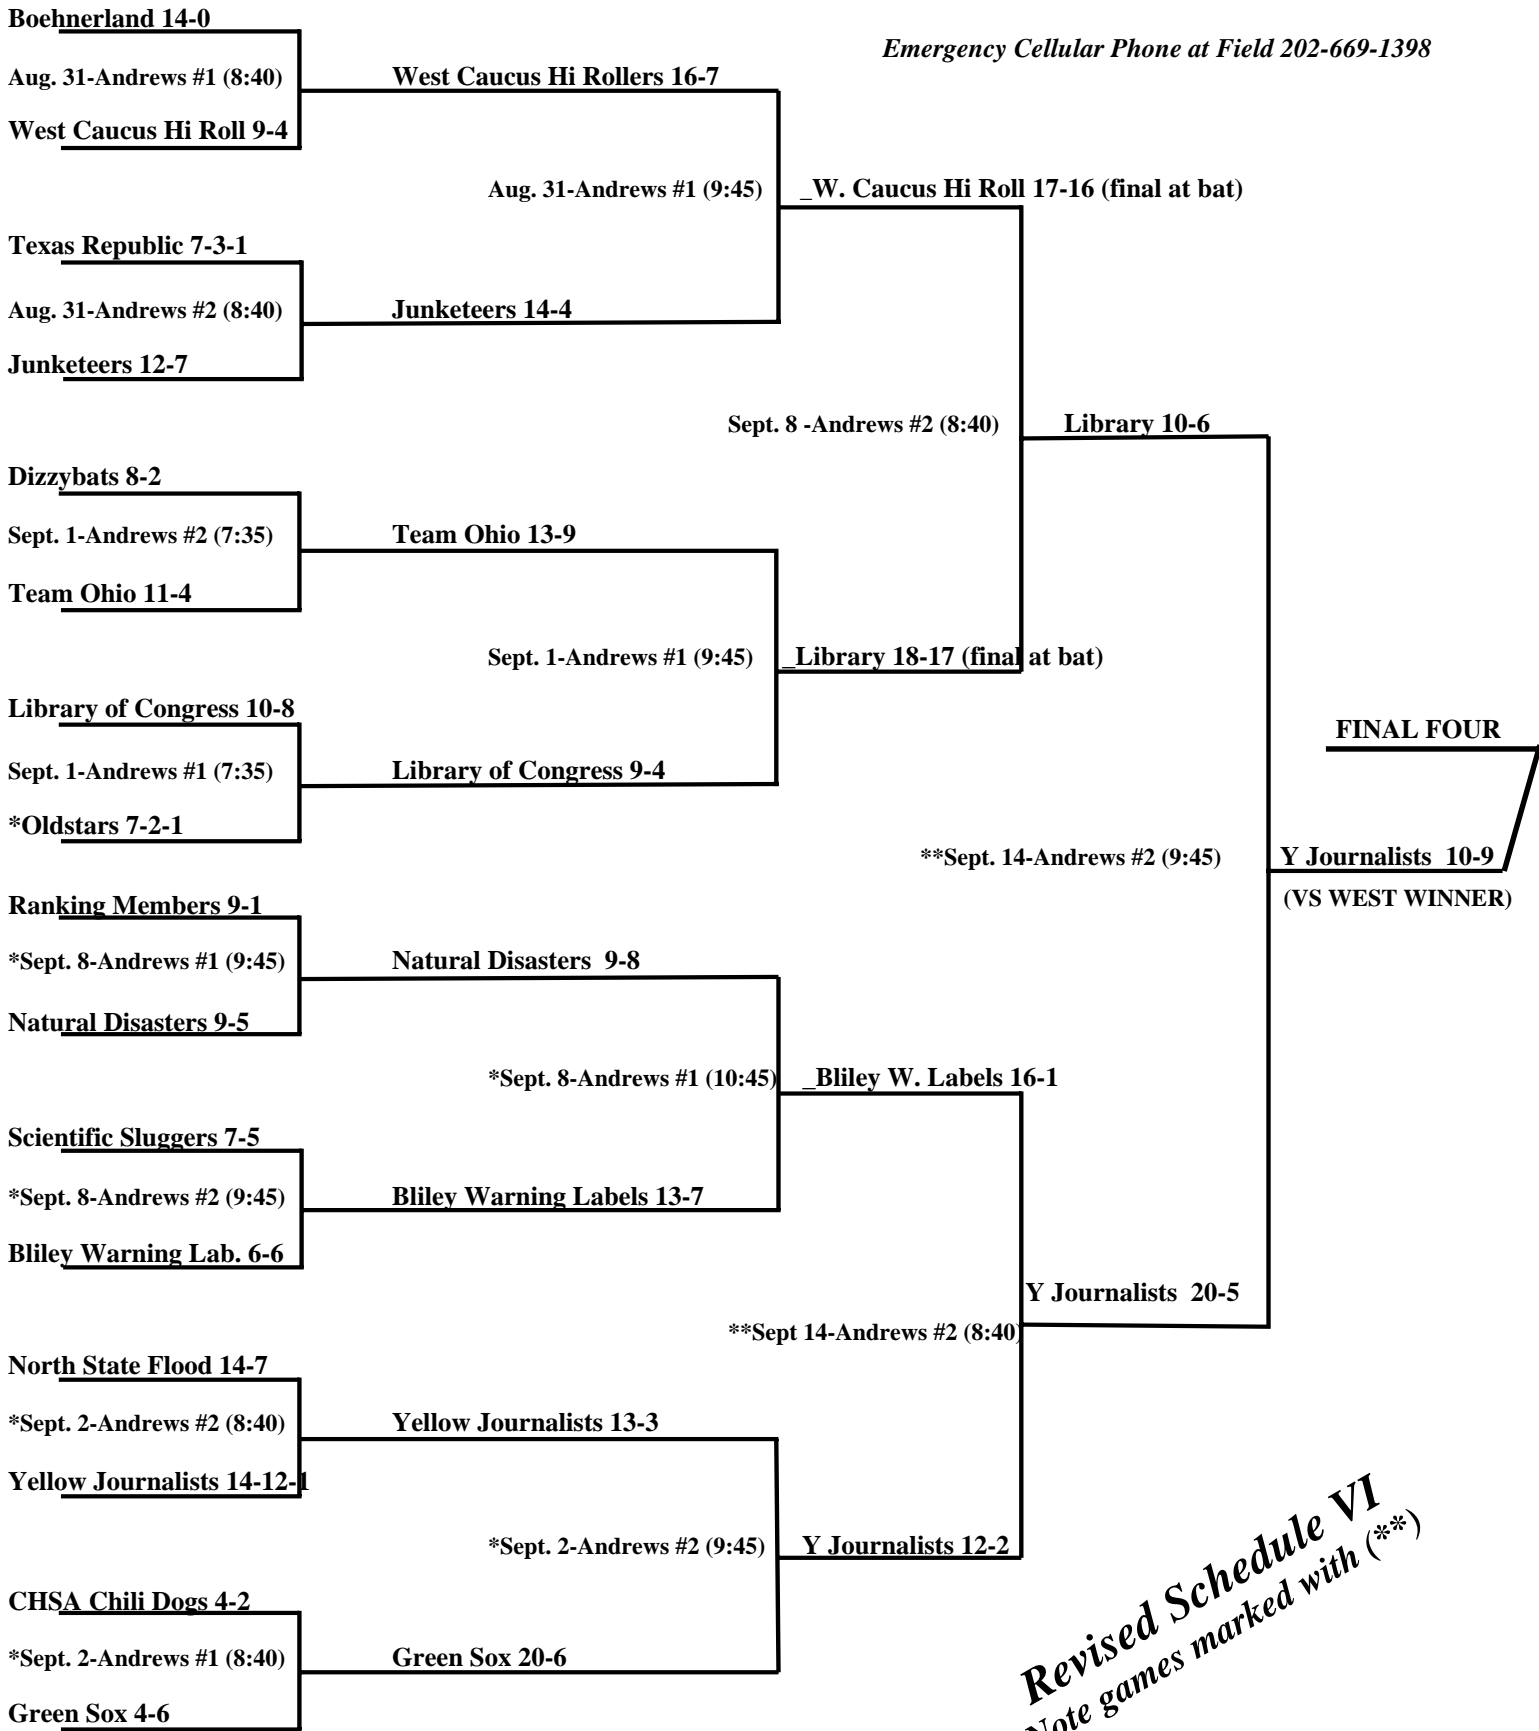 Boehnerland 14-0
Emergency Cellular Phone at Field 202-669-1398
Aug. 31-Andrews #1 (8:40)
West Caucus Hi Rollers 16-7
West Caucus Hi Roll 9-4
Aug. 31-Andrews #1 (9:45)
_W. Caucus Hi Roll 17-16 (final at bat)
Texas Republic 7-3-1
Aug. 31-Andrews #2 (8:40)
Junketeers 14-4
Junketeers 12-7
Sept. 8 -Andrews #2 (8:40)
Library 10-6
Dizzybats 8-2
Sept. 1-Andrews #2 (7:35)
Team Ohio 13-9
Team Ohio 11-4
Sept. 1-Andrews #1 (9:45)
_Library 18-17 (final at bat)
Library of Congress 10-8
FINAL FOUR
Sept. 1-Andrews #1 (7:35)
Library of Congress 9-4
*Oldstars 7-2-1
**Sept. 14-Andrews #2 (9:45)
Y Journalists 10-9
(VS WEST WINNER)
Ranking Members 9-1
*Sept. 8-Andrews #1 (9:45)
Natural Disasters 9-8
Natural Disasters 9-5
*Sept. 8-Andrews #1 (10:45)
_Bliley W. Labels 16-1
Scientific Sluggers 7-5
*Sept. 8-Andrews #2 (9:45)
Bliley Warning Labels 13-7
Bliley Warning Lab. 6-6
Y Journalists 20-5
**Sept 14-Andrews #2 (8:40)
North State Flood 14-7
*Sept. 2-Andrews #2 (8:40)
Yellow Journalists 13-3
Yellow Journalists 14-12-1
*Sept. 2-Andrews #2 (9:45)
Y Journalists 12-2
CHSA Chili Dogs 4-2
*Sept. 2-Andrews #1 (8:40)
Green Sox 20-6
Green Sox 4-6
Revised Schedule VI
Note games marked with (**)